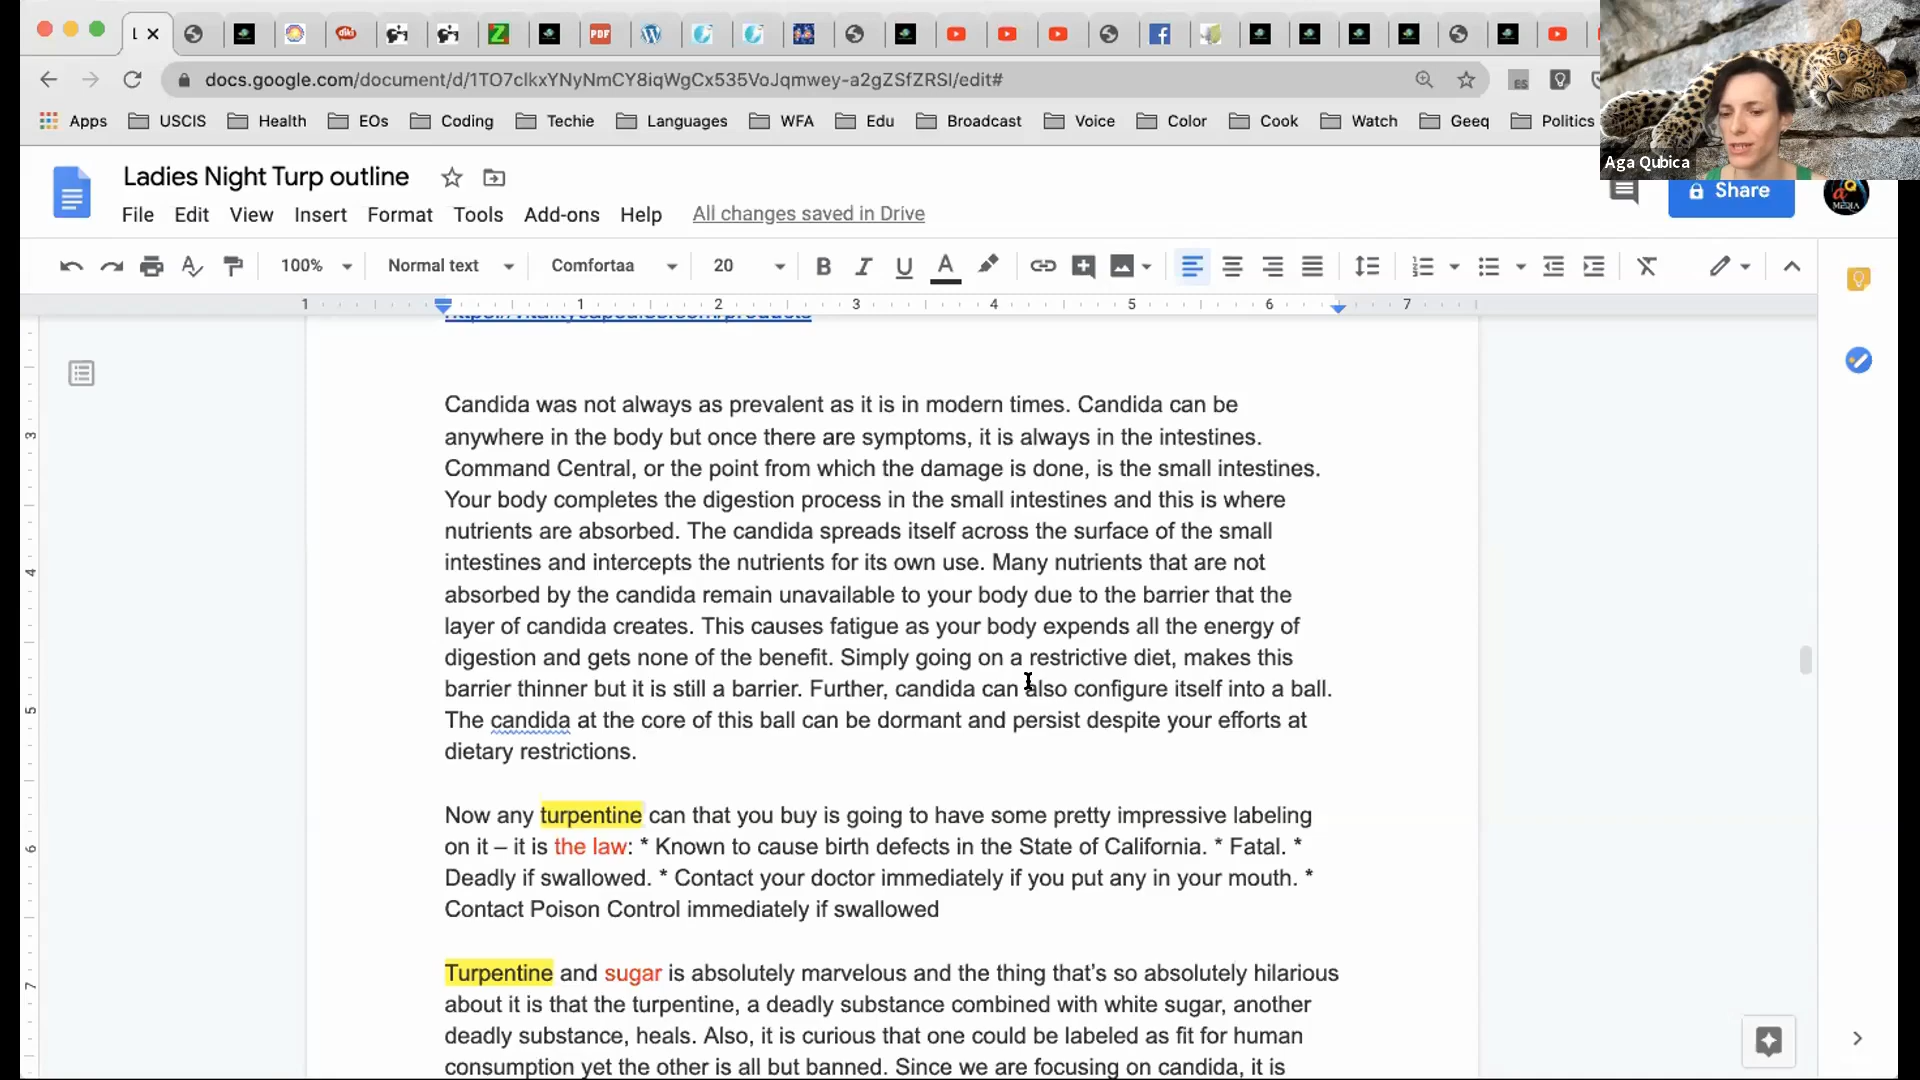 L
docs.google.com/document/d/1TO7clkxYNyNmCY8iqWgCx535VoJqmwey-a2gZSfZRSI/edit#
Apps USCIS Health EOs Coding Techie Languages WFA Edu Broadcast Voice Color Cook Watch Geeq Politics
Aga Qubica
Ladies Night Turp outline
File Edit View Insert Format Tools Add-ons Help All changes saved in Drive
Share
100% Normal text Comfortaa 20
1 1 2 3 4 5 6 7
Candida was not always as prevalent as it is in modern times. Candida can be
anywhere in the body but once there are symptoms, it is always in the intestines.
Command Central, or the point from which the damage is done, is the small intestines.
Your body completes the digestion process in the small intestines and this is where
nutrients are absorbed. The candida spreads itself across the surface of the small
intestines and intercepts the nutrients for its own use. Many nutrients that are not
absorbed by the candida remain unavailable to your body due to the barrier that the
layer of candida creates. This causes fatigue as your body expends all the energy of
digestion and gets none of the benefit. Simply going on a restrictive diet, makes this
barrier thinner but it is still a barrier. Further, candida can also configure itself into a ball.
The candida at the core of this ball can be dormant and persist despite your efforts at
dietary restrictions.
Now any turpentine can that you buy is going to have some pretty impressive labeling
on it – it is the law: * Known to cause birth defects in the State of California. * Fatal. *
Deadly if swallowed. * Contact your doctor immediately if you put any in your mouth. *
Contact Poison Control immediately if swallowed
Turpentine and sugar is absolutely marvelous and the thing that's so absolutely hilarious
about it is that the turpentine, a deadly substance combined with white sugar, another
deadly substance, heals. Also, it is curious that one could be labeled as fit for human
consumption yet the other is all but banned. Since we are focusing on candida, it is